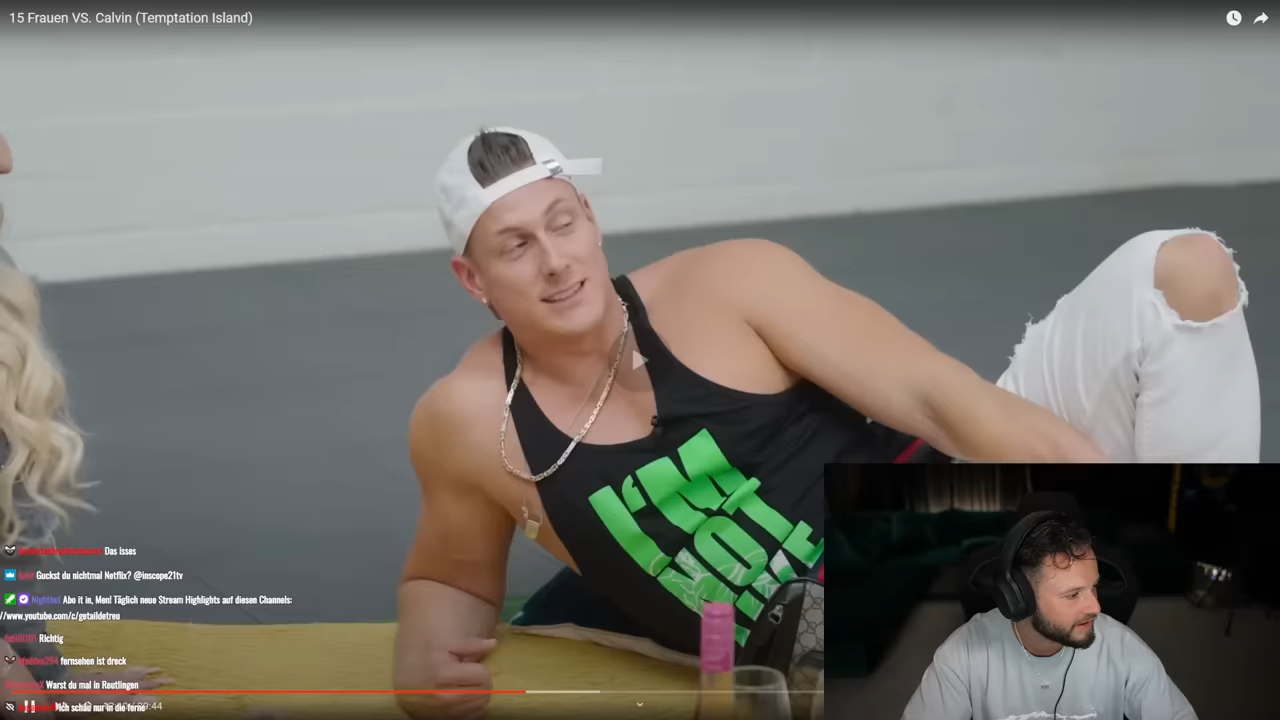 15 Frauen VS. Calvin (Temptation Island)
I'M
NOT
Das isses
Guckst du nichtmal Netflix? @inscope21tv
Nightbot Abo it in, Men! Täglich neue Stream Highlights auf diesen Channels:
//www.youtube.com/c/getaildetreu
Richtig
fernsehen ist dreck
Warst du mal in Reutlingen
ich schau nur in die ferne